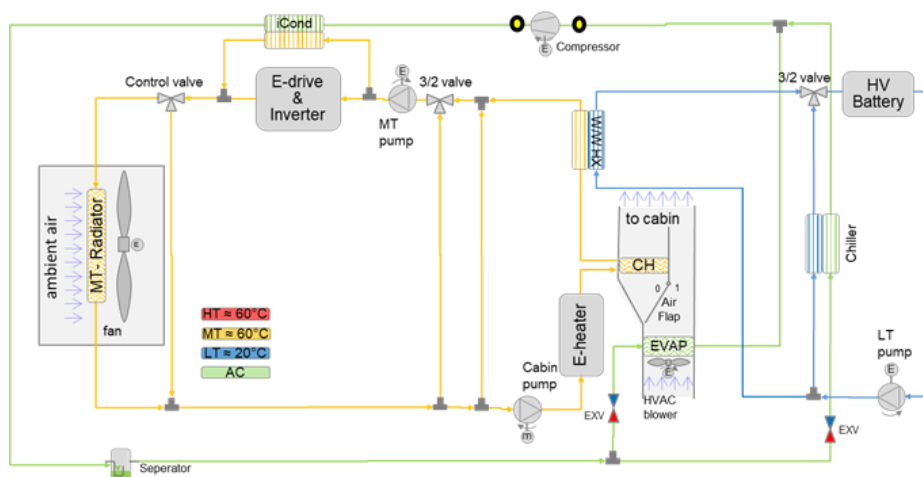 iCond
E
Compressor
Control valve
E-drive
&
Inverter
E
MT
pump
3/2 valve
3/2 valve
HV
Battery
W/W HX
ambient air
MT- Radiator
E
fan
to cabin
CH
0
1
Air
Flap
Chiller
HT ≈ 60°C
MT ≈ 60°C
LT ≈ 20°C
AC
E-heater
EVAP
E
HVAC
blower
Cabin
pump
m
EXV
LT
pump
E
EXV
Seperator